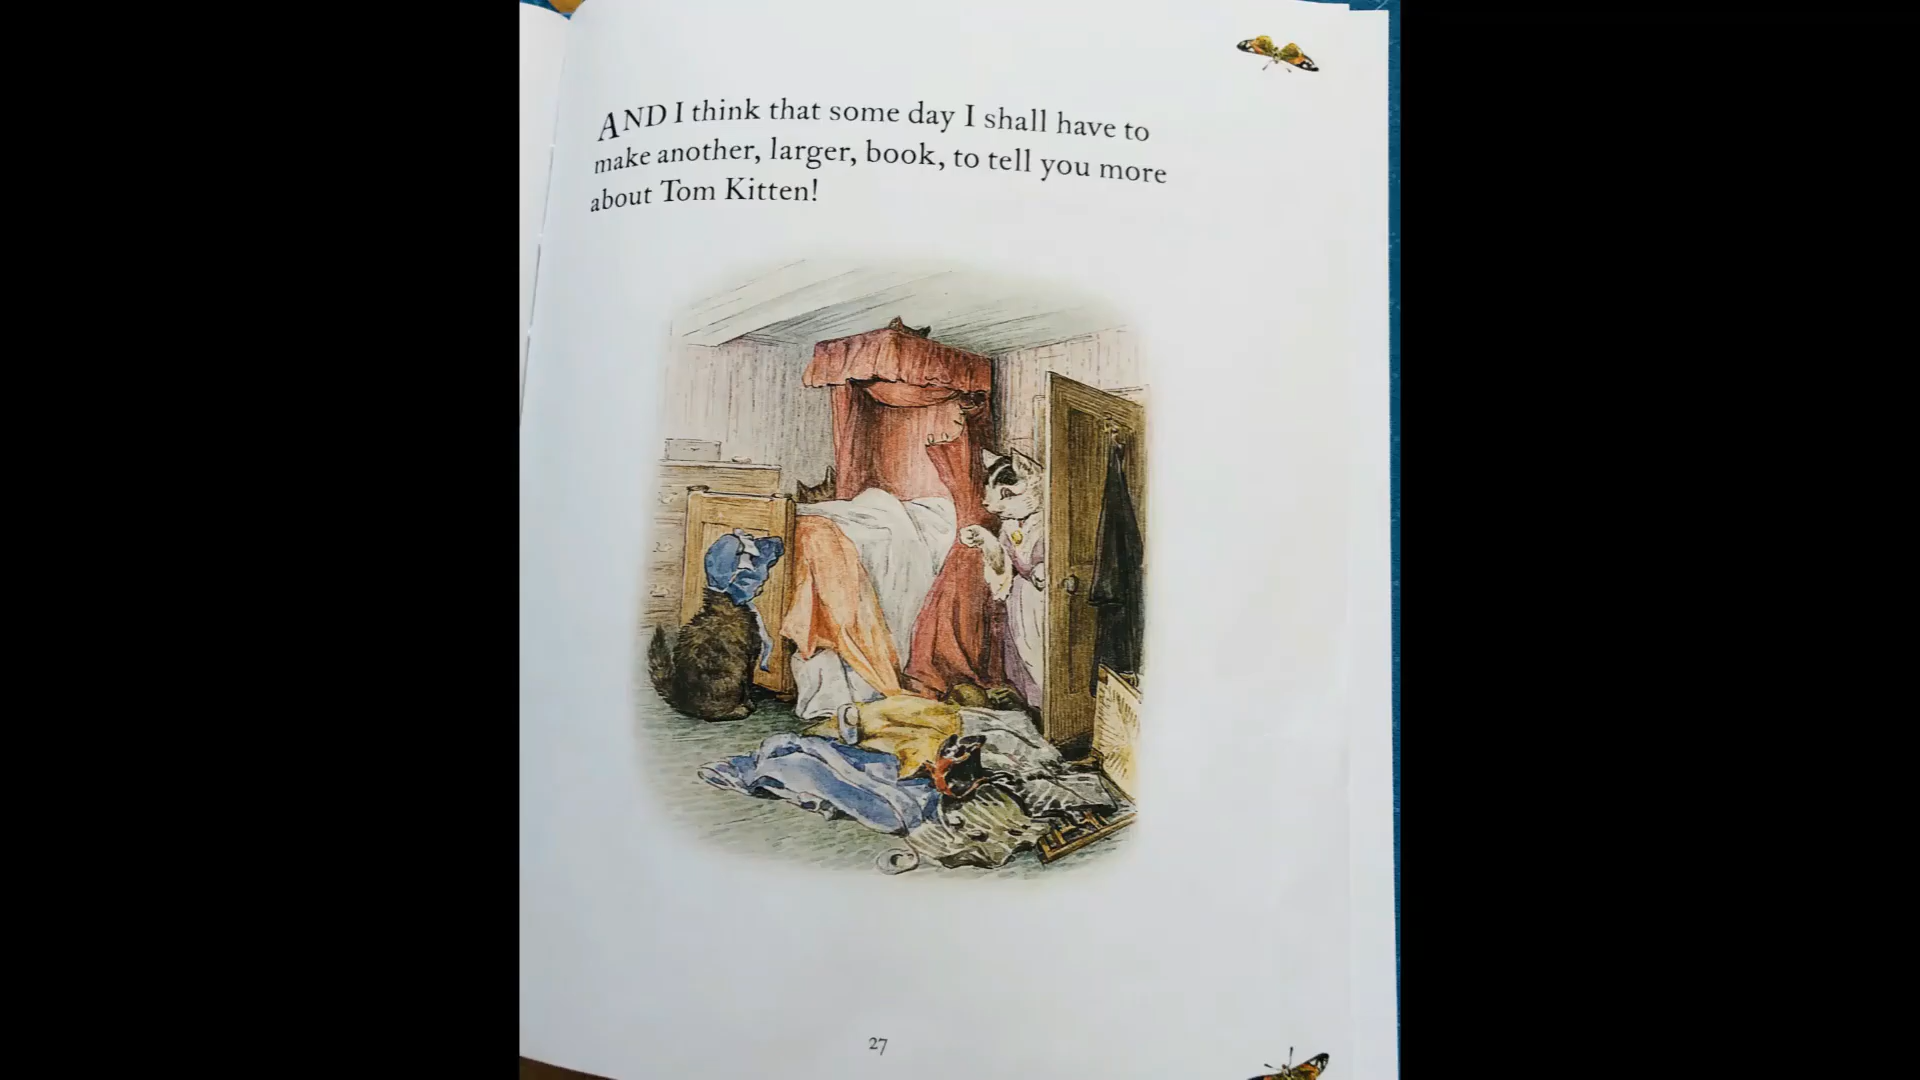 AND I think that some day I shall have to
make another, larger, book, to tell you more
about Tom Kitten!
27